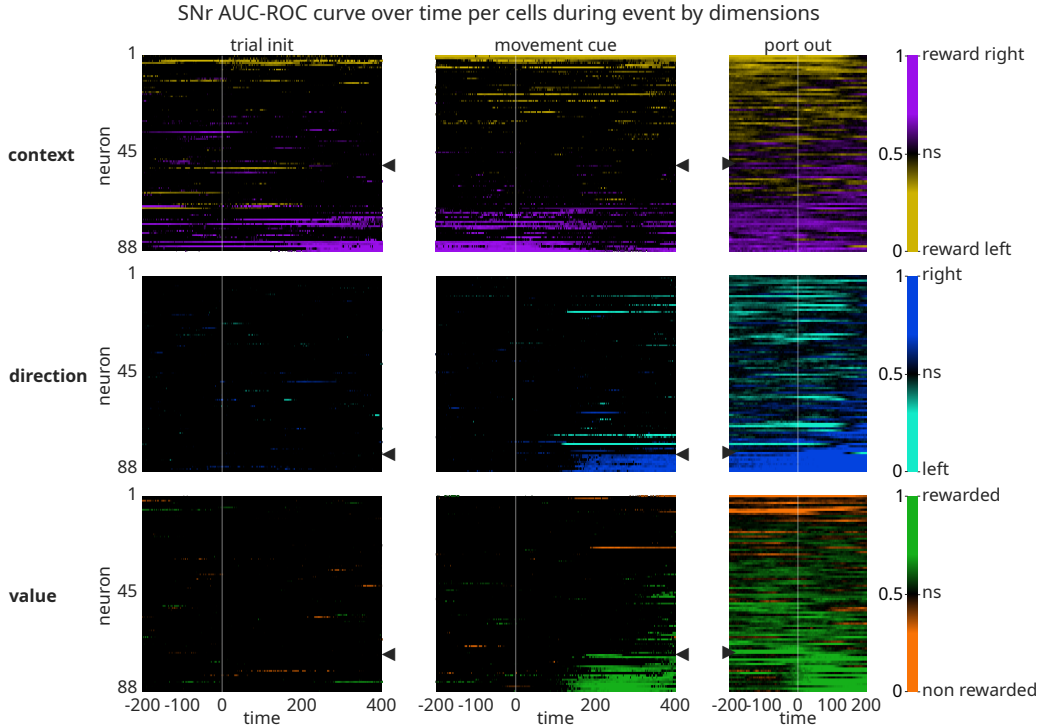 SNr AUC-ROC curve over time per cells during event by dimensions
trial init
movement cue
port out
context
neuron
1
45
88
1
reward right
0.5
ns
0
reward left
direction
neuron
1
45
88
1
right
0.5
ns
0
left
value
neuron
1
45
88
1
rewarded
0.5
ns
0
non rewarded
-200 -100 0 200 400
time
-200 -100 0 200 400
time
-200 -100 0 100 200
time